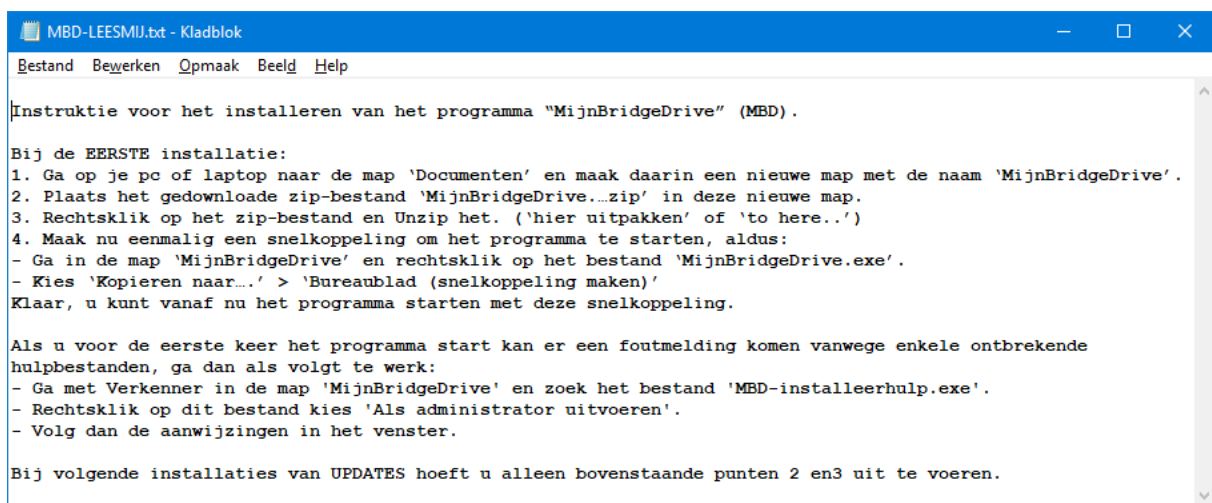 MBD-LEESMIJ.txt - Kladblok
Bestand Bewerken Opmaak Beeld Help
Instruktie voor het installeren van het programma “MijnBridgeDrive” (MBD).
Bij de EERSTE installatie:
1. Ga op je pc of laptop naar de map ‘Documenten’ en maak daarin een nieuwe map met de naam ‘MijnBridgeDrive’.
2. Plaats het gedownloade zip-bestand ‘MijnBridgeDrive.…zip’ in deze nieuwe map.
3. Rechtsklik op het zip-bestand en Unzip het. (‘hier uitpakken’ of ‘to here..’)
4. Maak nu eenmalig een snelkoppeling om het programma te starten, aldus:
- Ga in de map ‘MijnBridgeDrive’ en rechtsklik op het bestand ‘MijnBridgeDrive.exe’.
- Kies ‘Kopieren naar….’ > ‘Bureaublad (snelkoppeling maken)’
Klaar, u kunt vanaf nu het programma starten met deze snelkoppeling.
Als u voor de eerste keer het programma start kan er een foutmelding komen vanwege enkele ontbrekende
hulpbestanden, ga dan als volgt te werk:
- Ga met Verkenner in de map 'MijnBridgeDrive' en zoek het bestand 'MBD-installeerhulp.exe'.
- Rechtsklik op dit bestand kies 'Als administrator uitvoeren'.
- Volg dan de aanwijzingen in het venster.
Bij volgende installaties van UPDATES hoeft u alleen bovenstaande punten 2 en3 uit te voeren.